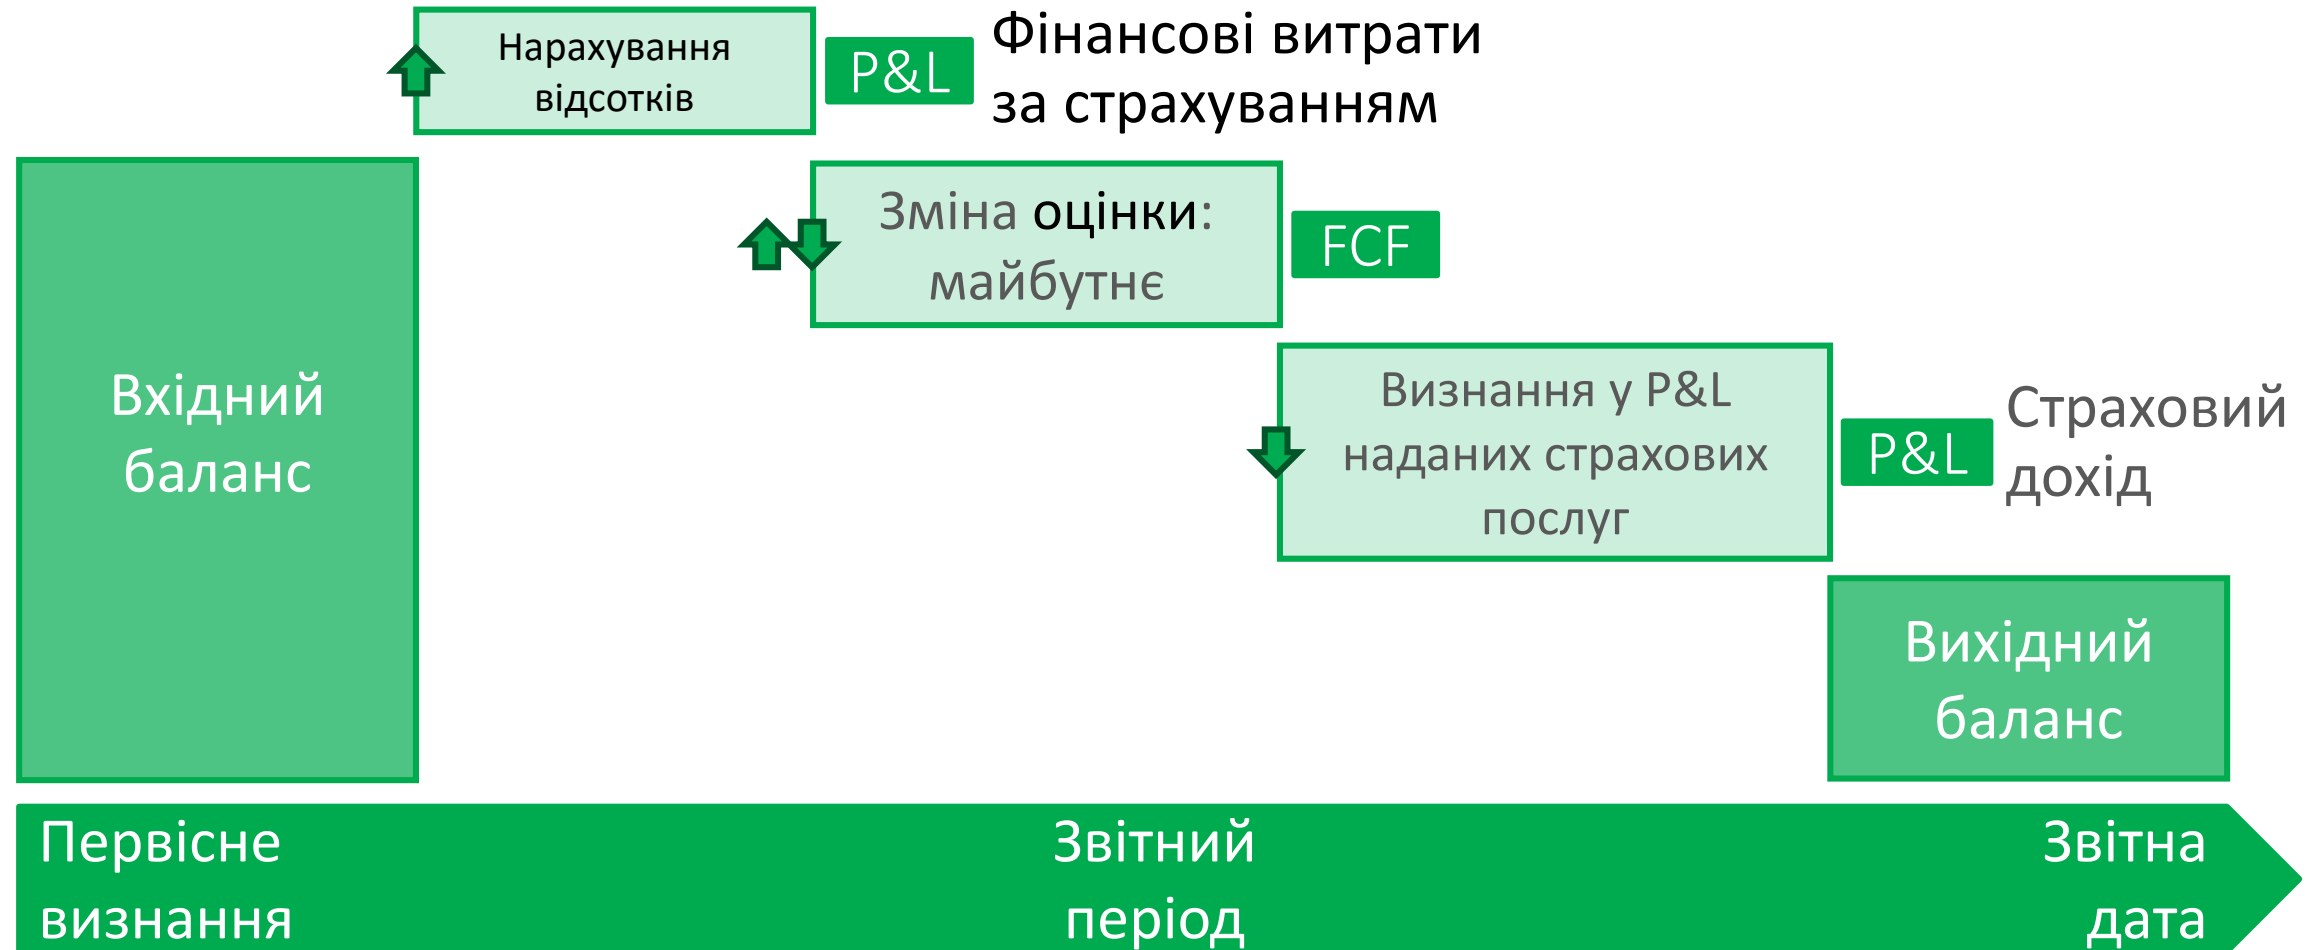 Нарахування
відсотків
P&L
Фінансові витрати
за страхуванням
Зміна оцінки:
майбутнє
FCF
Вхідний
баланс
Визнання у P&L
наданих страхових
послуг
P&L
Страховий
дохід
Вихідний
баланс
Первісне
визнання
Звітний
період
Звітна
дата